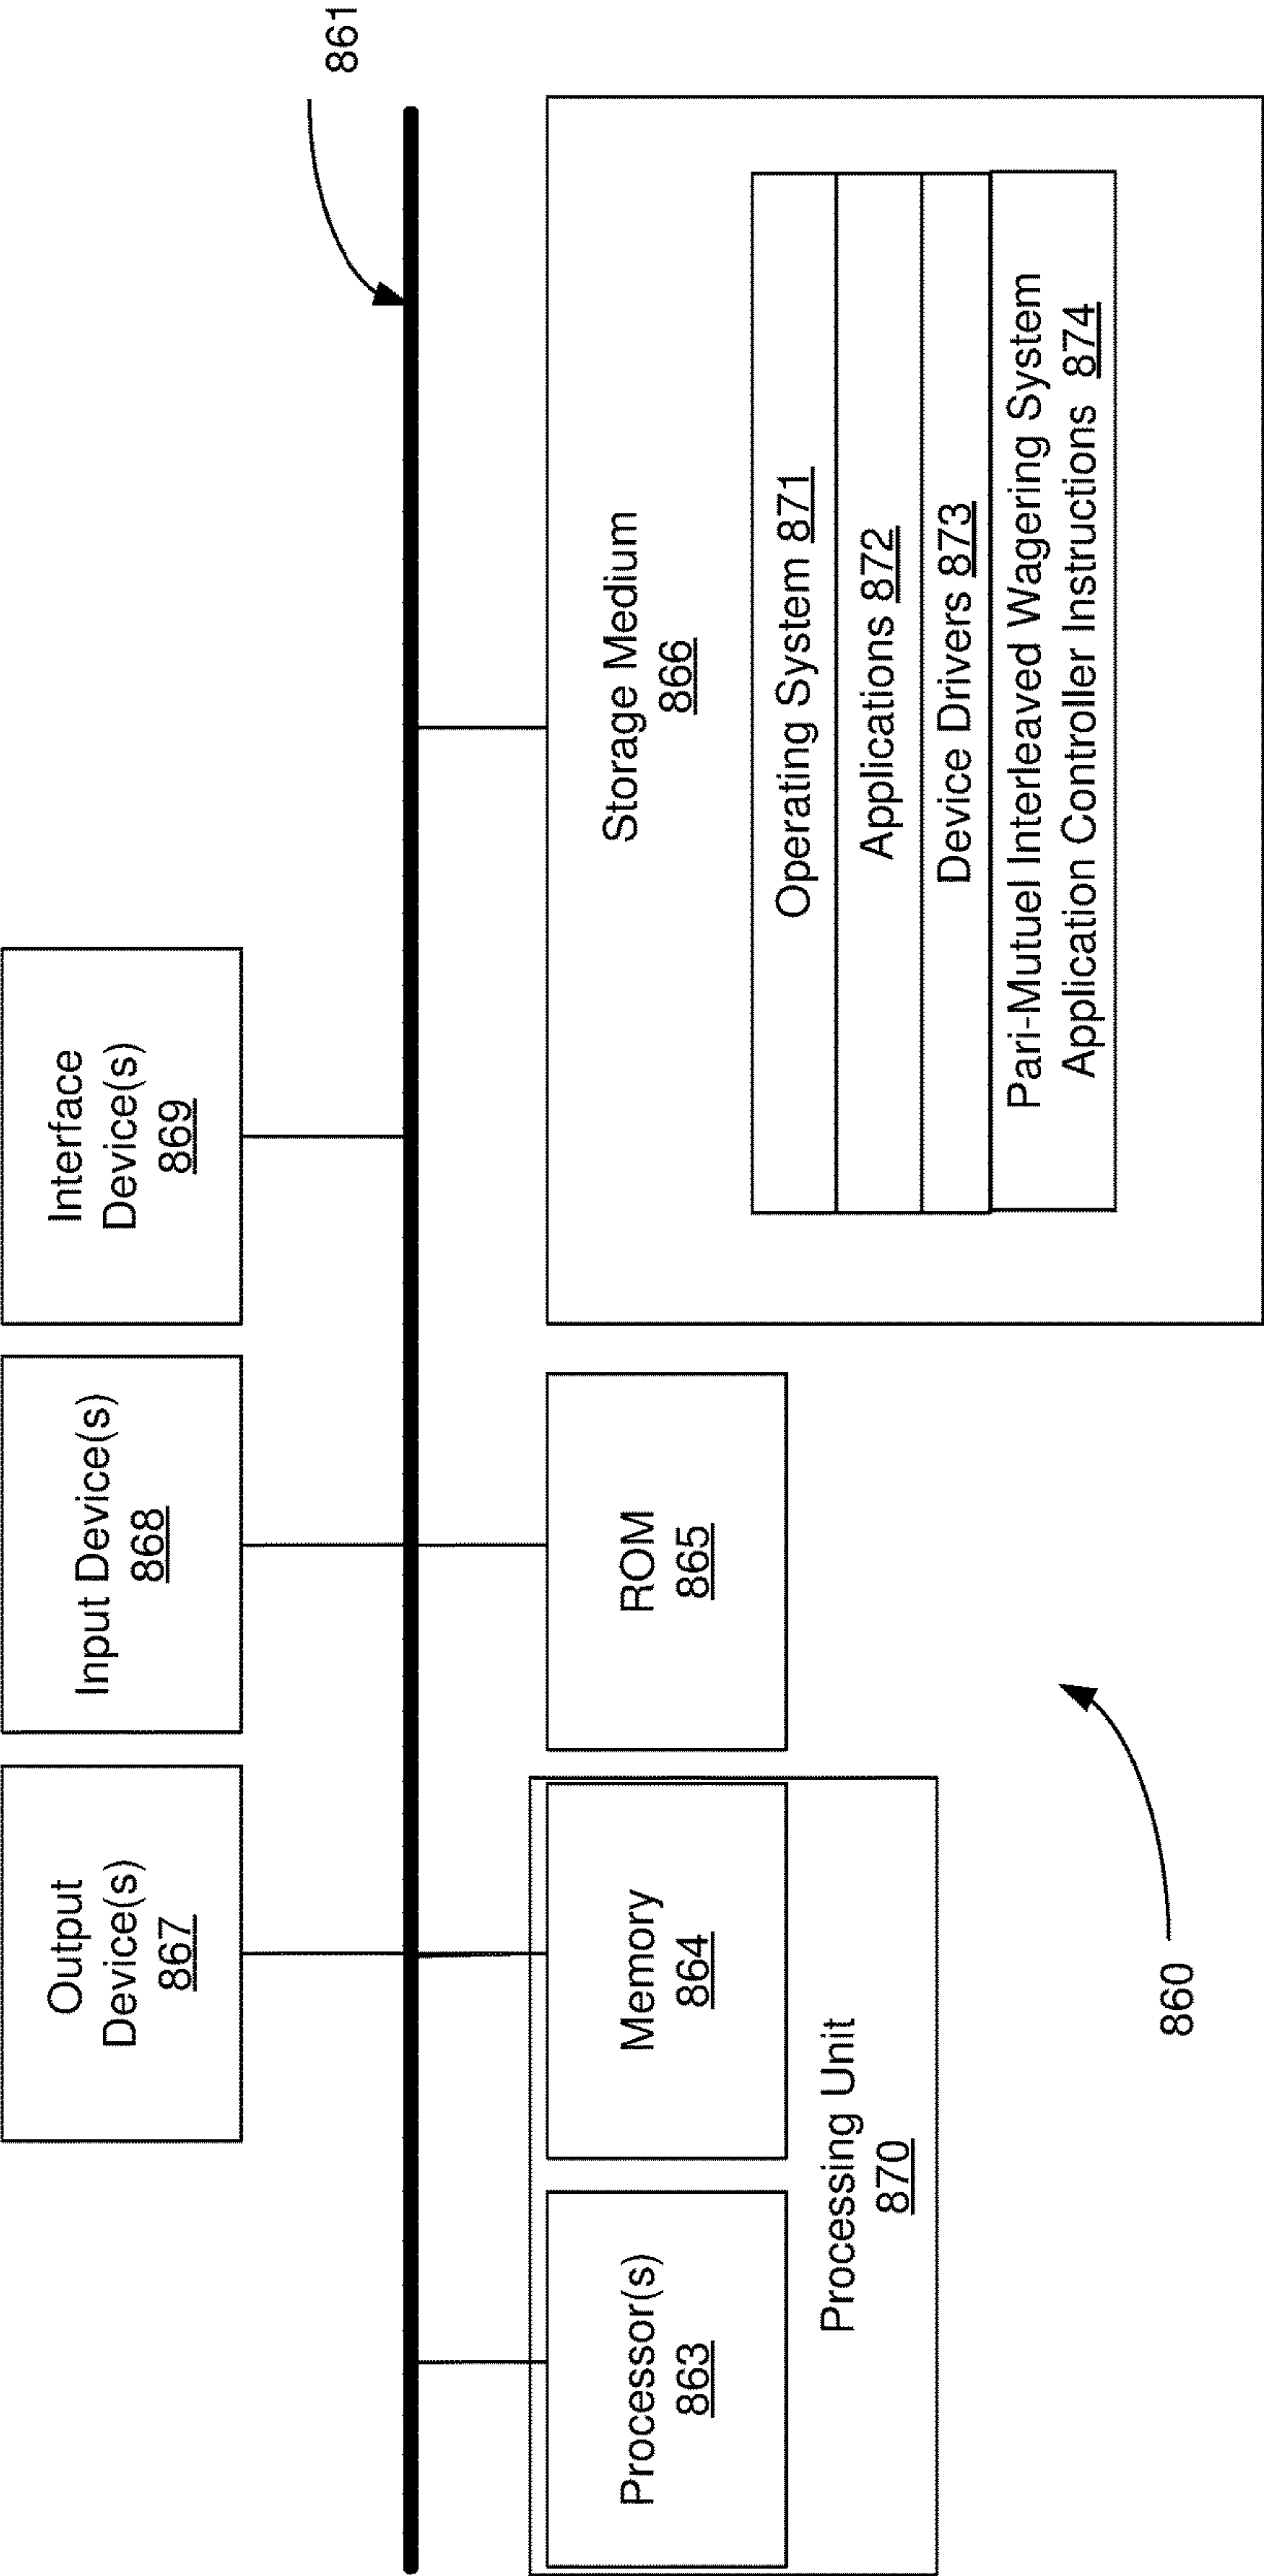 861
Output
Device(s)
867
Input Device(s)
868
Interface
Device(s)
869
Processor(s)
863
Memory
864
Processing Unit
870
ROM
865
Storage Medium
866
Operating System 871
Applications 872
Device Drivers 873
Pari-Mutuel Interleaved Wagering System
Application Controller Instructions 874
860